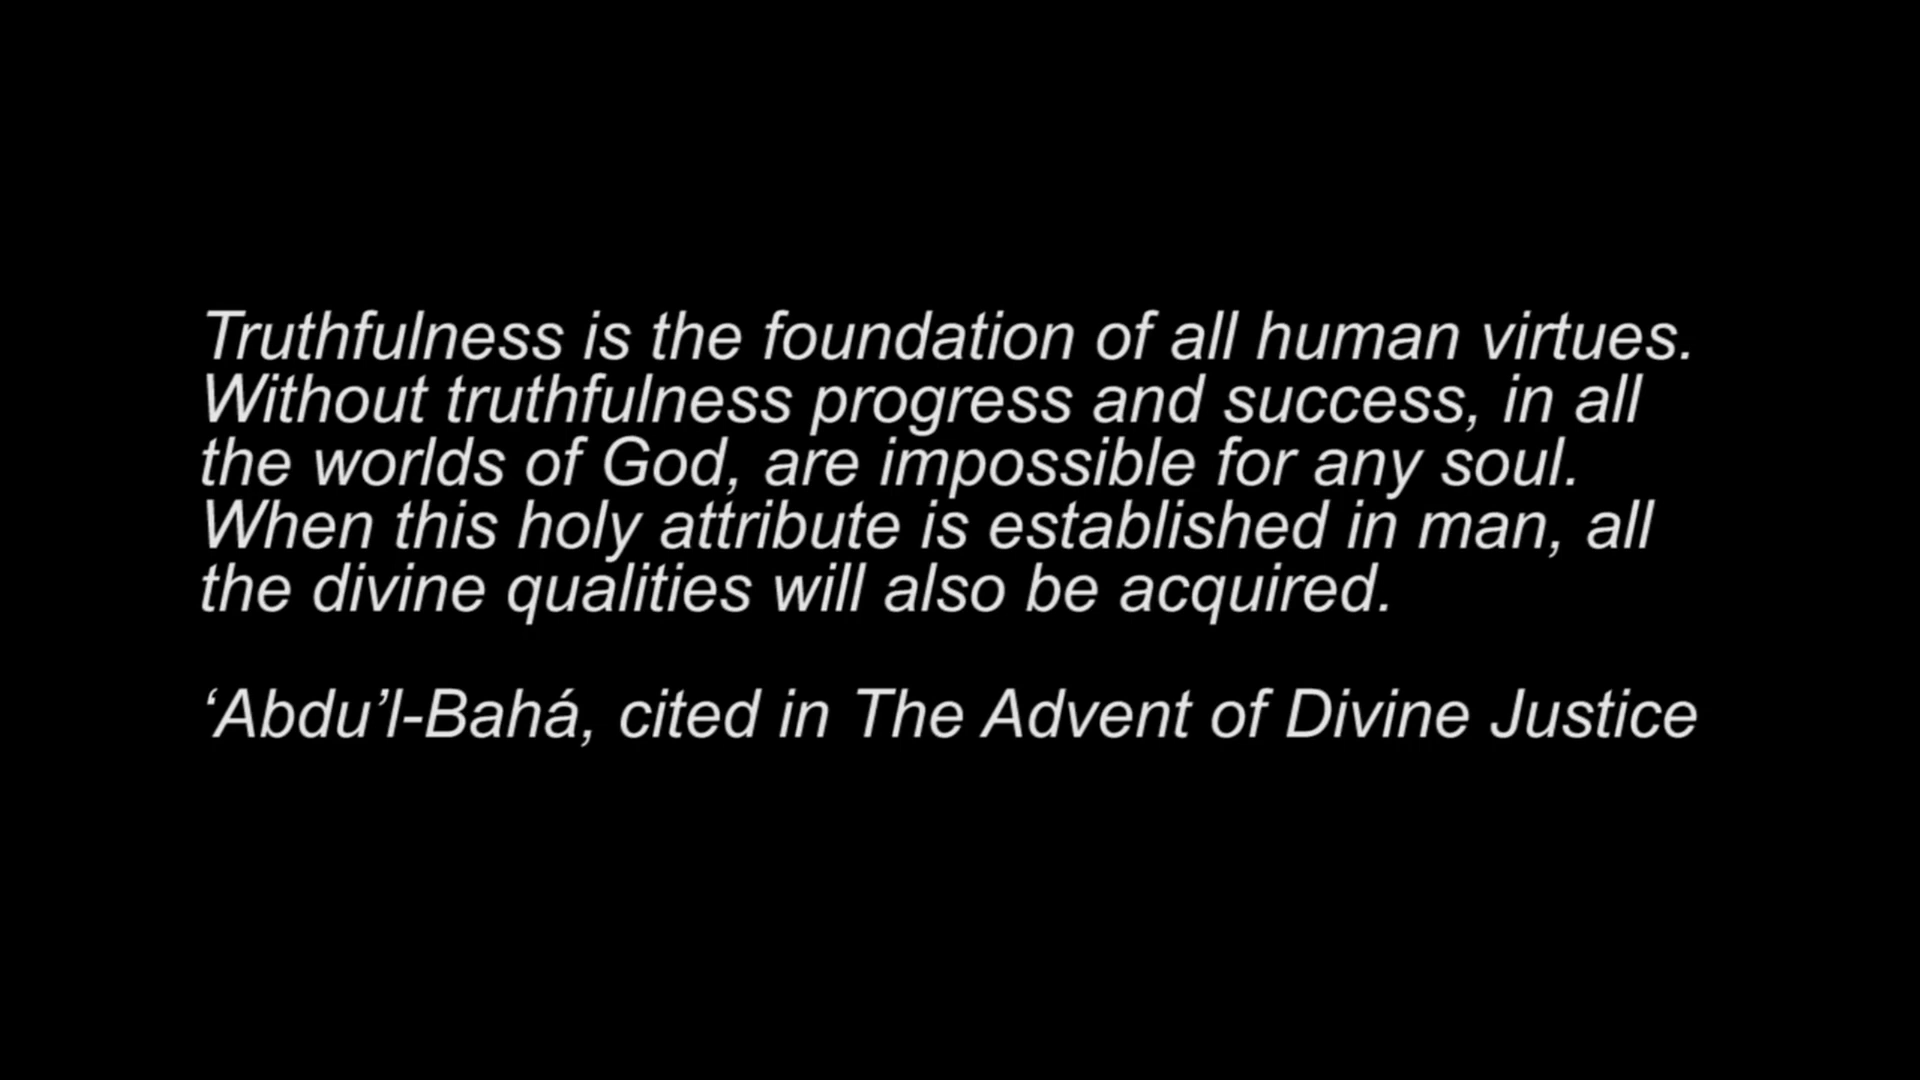 Truthfulness is the foundation of all human virtues.
Without truthfulness progress and success, in all
the worlds of God, are impossible for any soul.
When this holy attribute is established in man, all
the divine qualities will also be acquired.
‘Abdu’l-Bahá, cited in The Advent of Divine Justice